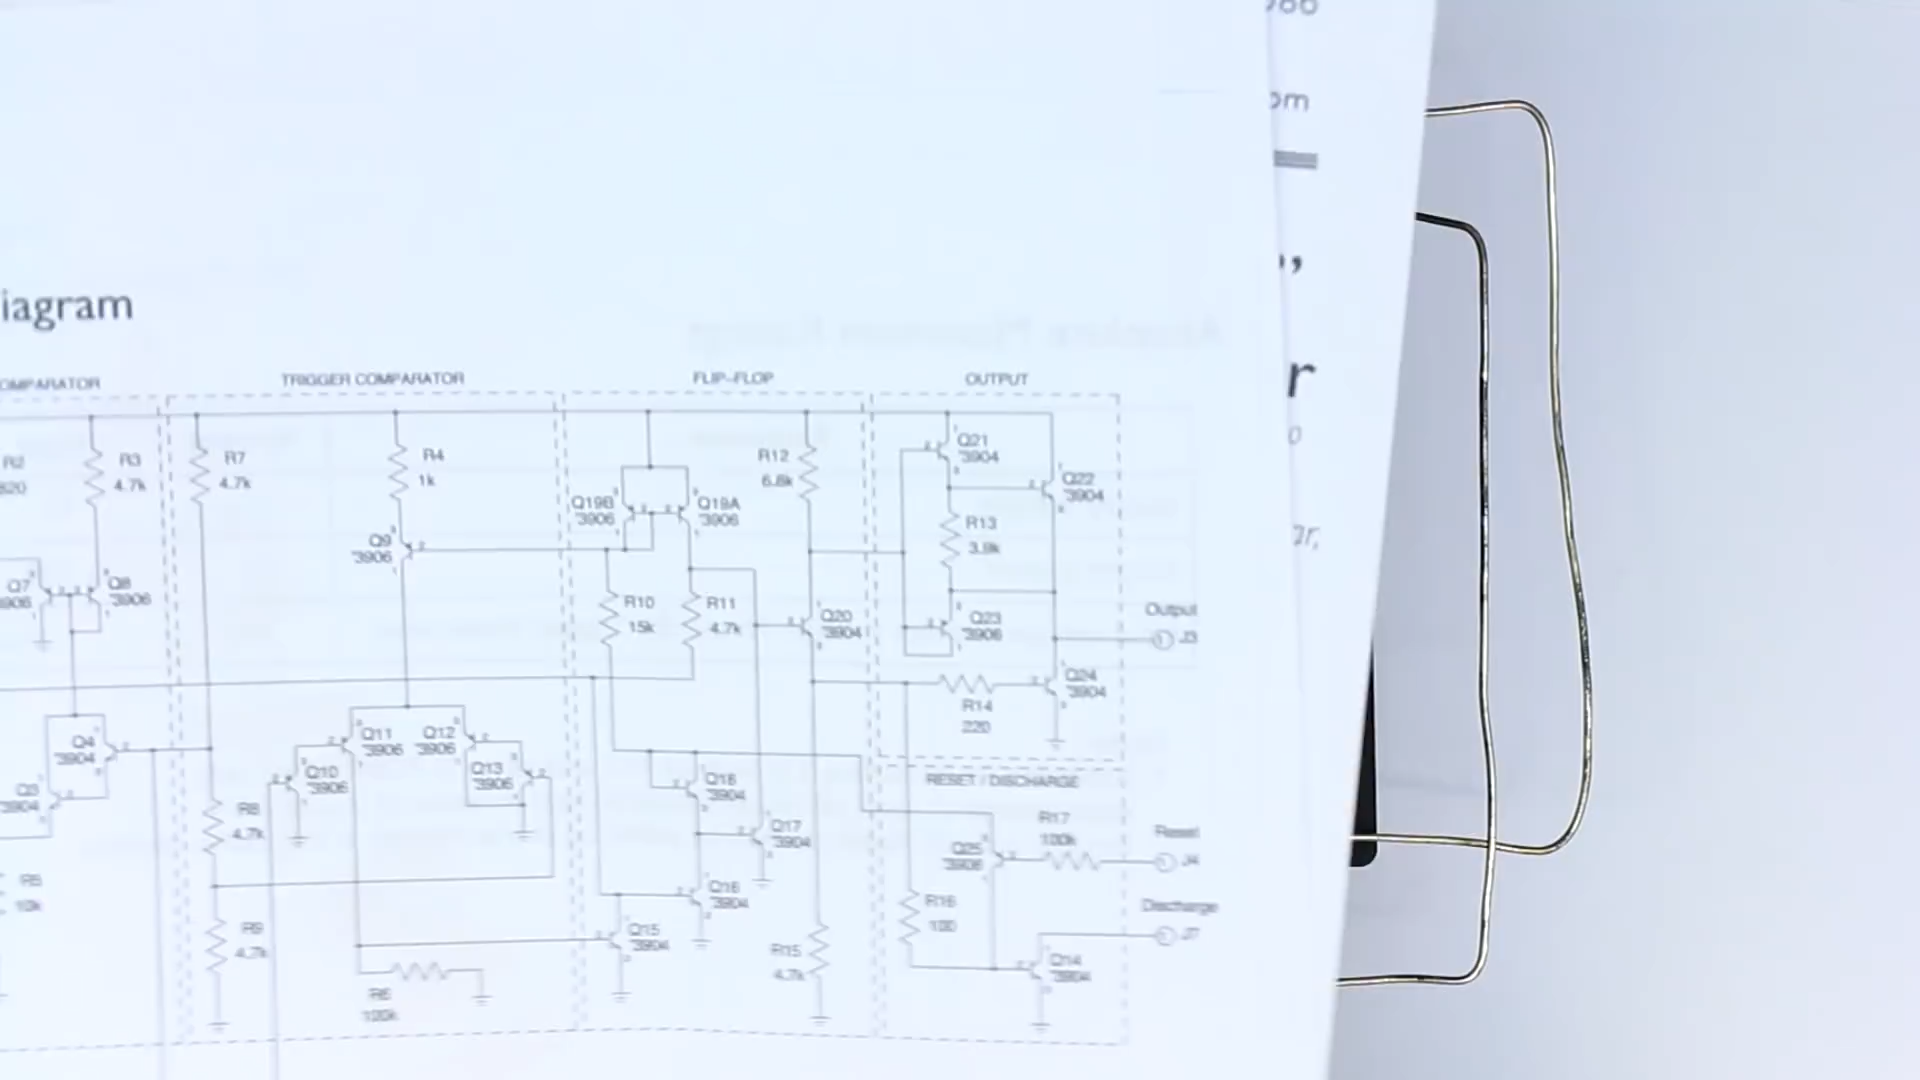 om
,
r
iagram
OMPARATOR
TRIGGER COMPARATOR
FLIP-FLOP
OUTPUT
R2
R3
4.7k
R7
4.7k
R4
1k
Q9
3906
Q19B
3906
Q19A
3906
R12
6.8k
Q21
3904
Q22
3904
R13
3.9k
Q7
Q8
3906
R10
15k
R11
4.7k
Q20
3904
Q23
3906
Output
J3
Q4
3904
Q11
3906
Q12
3906
Q10
3906
Q13
3906
R14
220
Q24
3904
RESET / DISCHARGE
R8
4.7k
Q18
3904
Q17
3904
Q25
3906
R17
100k
Reset
J4
R5
10k
R9
4.7k
Q16
3904
Q15
3904
R15
4.7k
R16
100
Discharge
J7
Q14
3904
R6
100k